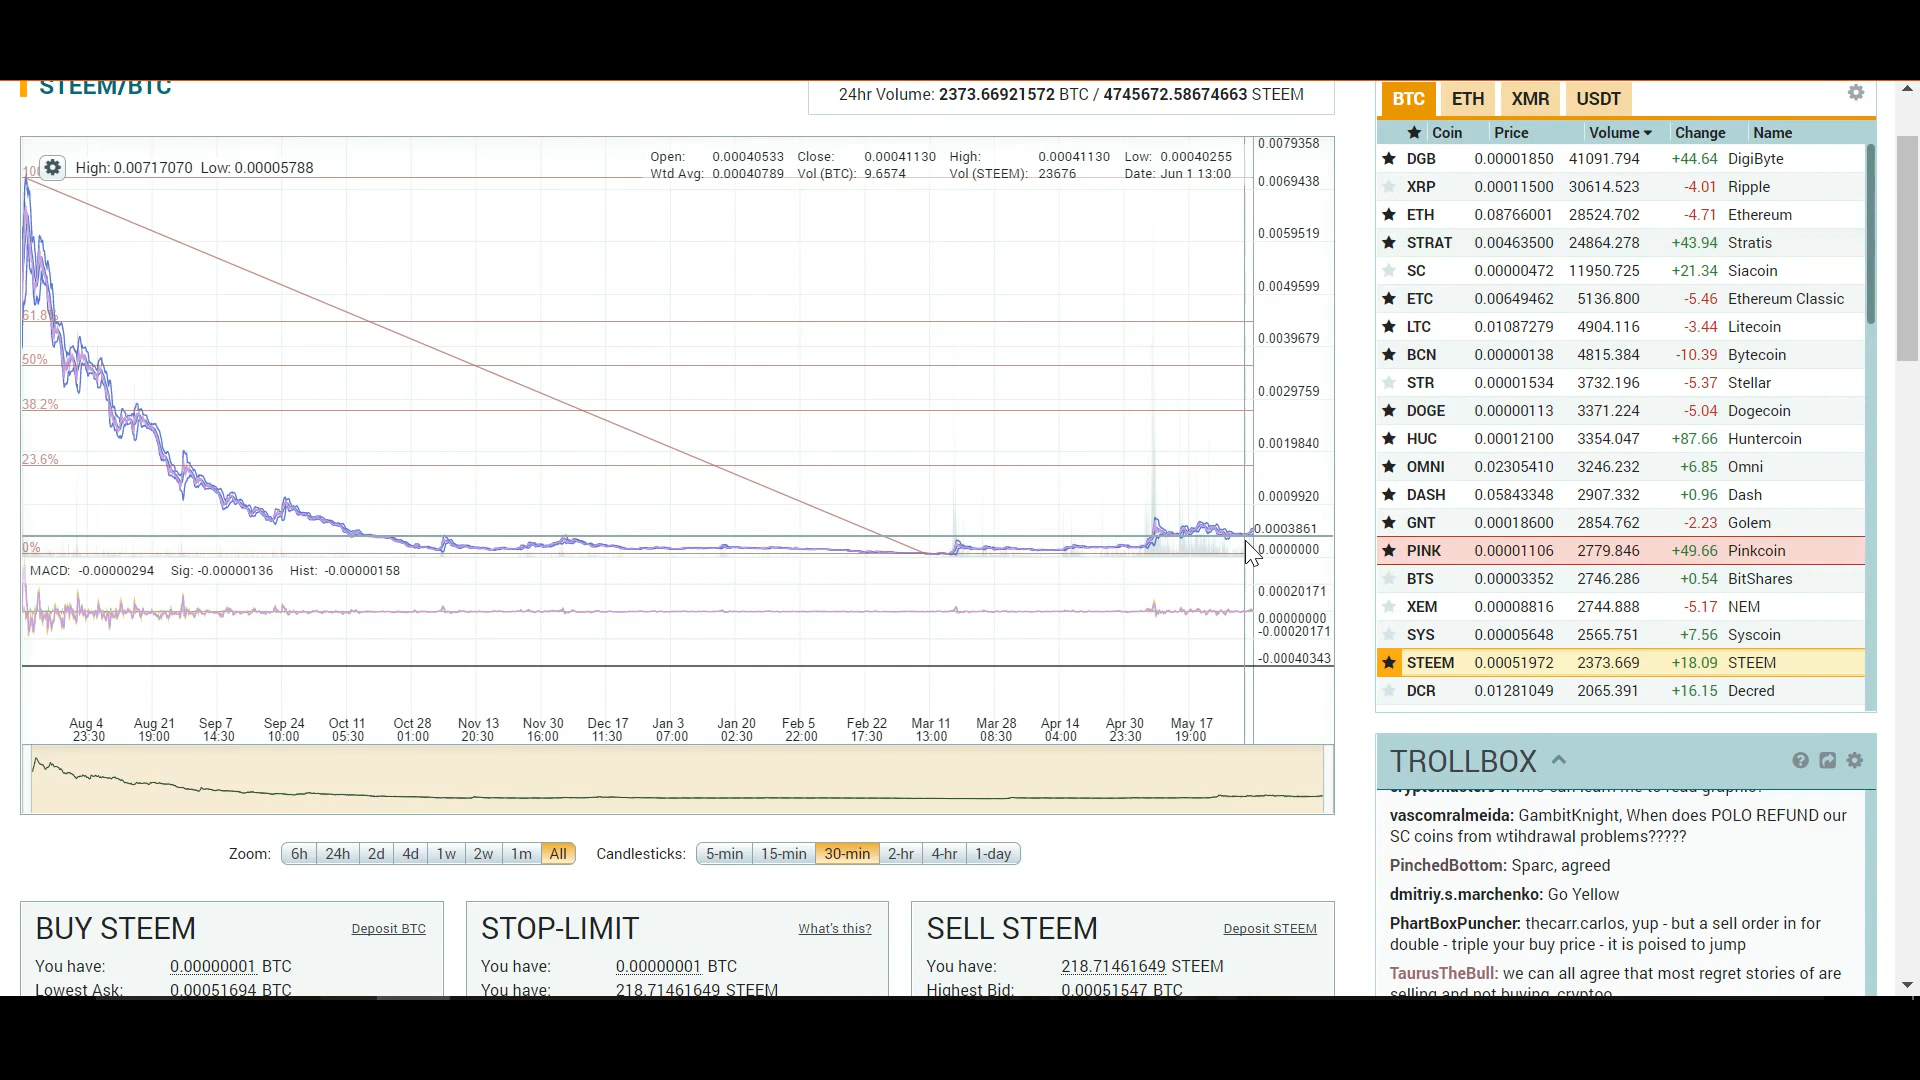 STEEM/BTC
24hr Volume: 2373.66921572 BTC / 4745672.58674663 STEEM
High: 0.00717070 Low: 0.00005788
Open: 0.00040533 Close: 0.00041130 High: 0.00041130 Low: 0.00040255
Wtd Avg: 0.00040789 Vol (BTC): 9.6574 Vol (STEEM): 23676 Date: Jun 1 13:00
0.0079358
0.0069438
0.0059519
0.0049599
0.0039679
0.0029759
0.0019840
0.0009920
0.0003861
0.0000000
61.8%
50%
38.2%
23.6%
0%
MACD: -0.00000294 Sig: -0.00000136 Hist: -0.00000158
0.00020171
0.00000000
-0.00020171
-0.00040343
Aug 4 Aug 21 Sep 7 Sep 24 Oct 11 Oct 28 Nov 13 Nov 30 Dec 17 Jan 3 Jan 20 Feb 5 Feb 22 Mar 11 Mar 28 Apr 14 Apr 30 May 17
23:30 19:00 14:30 10:00 05:30 01:00 20:30 16:00 11:30 07:00 02:30 22:00 17:30 13:00 08:30 04:00 23:30 19:00
Zoom: 6h 24h 2d 4d 1w 2w 1m All Candlesticks: 5-min 15-min 30-min 2-hr 4-hr 1-day
BUY STEEM Deposit BTC
You have: 0.00000001 BTC
Lowest Ask: 0.00051694 BTC
STOP-LIMIT What's this?
You have: 0.00000001 BTC
You have: 218.71461649 STEEM
SELL STEEM Deposit STEEM
You have: 218.71461649 STEEM
Highest Bid: 0.00051547 BTC
BTC ETH XMR USDT
Coin Price Volume Change Name
DGB 0.00001850 41091.794 +44.64 DigiByte
XRP 0.00011500 30614.523 -4.01 Ripple
ETH 0.08766001 28524.702 -4.71 Ethereum
STRAT 0.00463500 24864.278 +43.94 Stratis
SC 0.00000472 11950.725 +21.34 Siacoin
ETC 0.00649462 5136.800 -5.46 Ethereum Classic
LTC 0.01087279 4904.116 -3.44 Litecoin
BCN 0.00000138 4815.384 -10.39 Bytecoin
STR 0.00001534 3732.196 -5.37 Stellar
DOGE 0.00000113 3371.224 -5.04 Dogecoin
HUC 0.00012100 3354.047 +87.66 Huntercoin
OMNI 0.02305410 3246.232 +6.85 Omni
DASH 0.05843348 2907.332 +0.96 Dash
GNT 0.00018600 2854.762 -2.23 Golem
PINK 0.00001106 2779.846 +49.66 Pinkcoin
BTS 0.00003352 2746.286 +0.54 BitShares
XEM 0.00008816 2744.888 -5.17 NEM
SYS 0.00005648 2565.751 +7.56 Syscoin
STEEM 0.00051972 2373.669 +18.09 STEEM
DCR 0.01281049 2065.391 +16.15 Decred
TROLLBOX
vascomralmeida: GambitKnight, When does POLO REFUND our
SC coins from wtihdrawal problems?????
PinchedBottom: Sparc, agreed
dmitriy.s.marchenko: Go Yellow
PhartBoxPuncher: thecarr.carlos, yup - but a sell order in for
double - triple your buy price - it is poised to jump
TaurusTheBull: we can all agree that most regret stories of are
selling and not buying, cryptoo